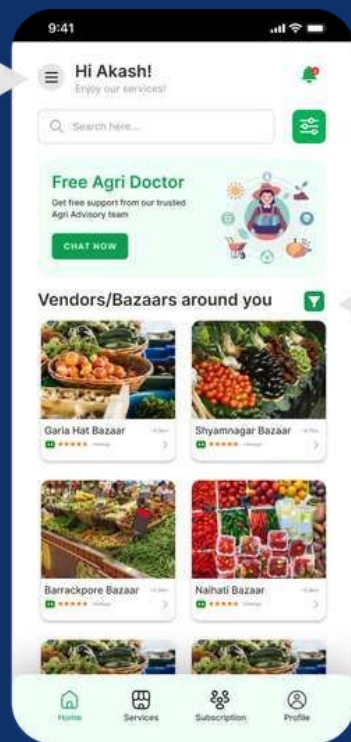 9:41
Hi Akash!
Enjoy our services!
Search here...
Free Agri Doctor
Get free support from our trusted
Agri Advisory team
CHAT NOW
Vendors/Bazaars around you
Garia Hat Bazaar
Shyamnagar Bazaar
Barrackpore Bazaar
Naihati Bazaar
Home
Services
Subscription
Profile